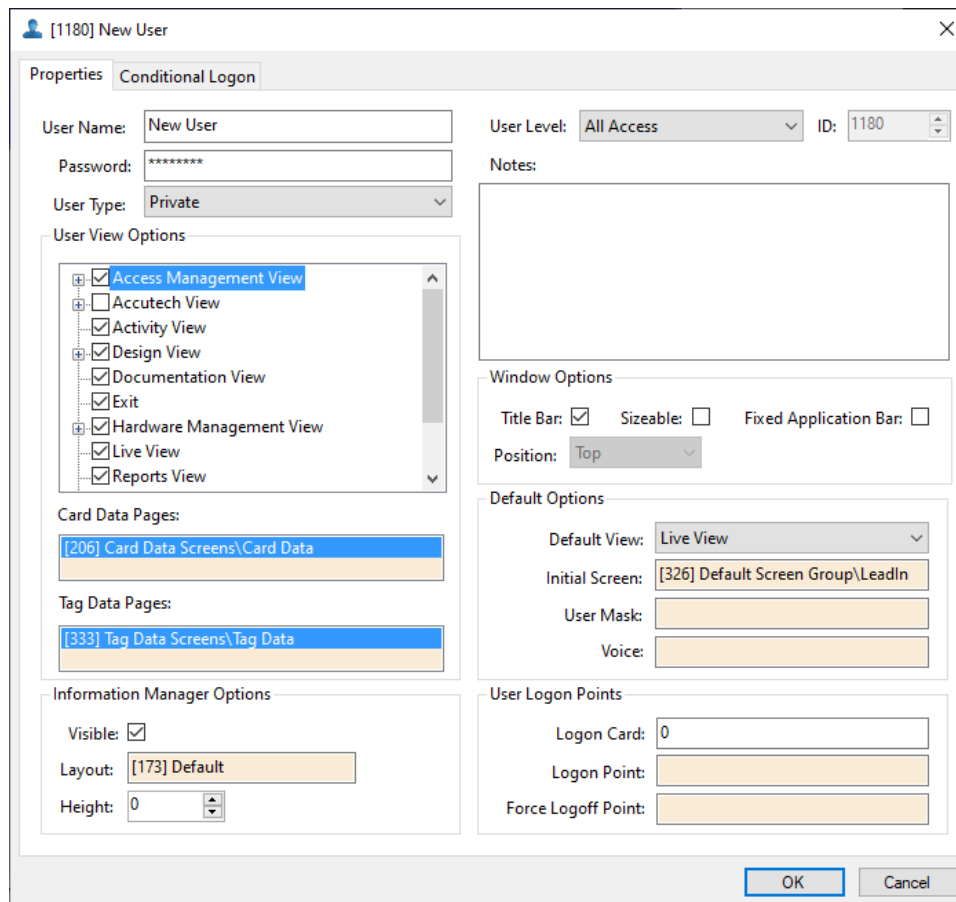 [1180] New User
Properties
Conditional Logon
User Name: New User
Password: ********
User Type: Private
User View Options
Access Management View
Accutech View
Activity View
Design View
Documentation View
Exit
Hardware Management View
Live View
Reports View
Card Data Pages:
[206] Card Data Screens\Card Data
Tag Data Pages:
[333] Tag Data Screens\Tag Data
Information Manager Options
Visible:
Layout: [173] Default
Height: 0
User Level: All Access ID: 1180
Notes:
Window Options
Title Bar: Sizeable: Fixed Application Bar:
Position: Top
Default Options
Default View: Live View
Initial Screen: [326] Default Screen Group\LeadIn
User Mask:
Voice:
User Logon Points
Logon Card: 0
Logon Point:
Force Logoff Point:
OK Cancel